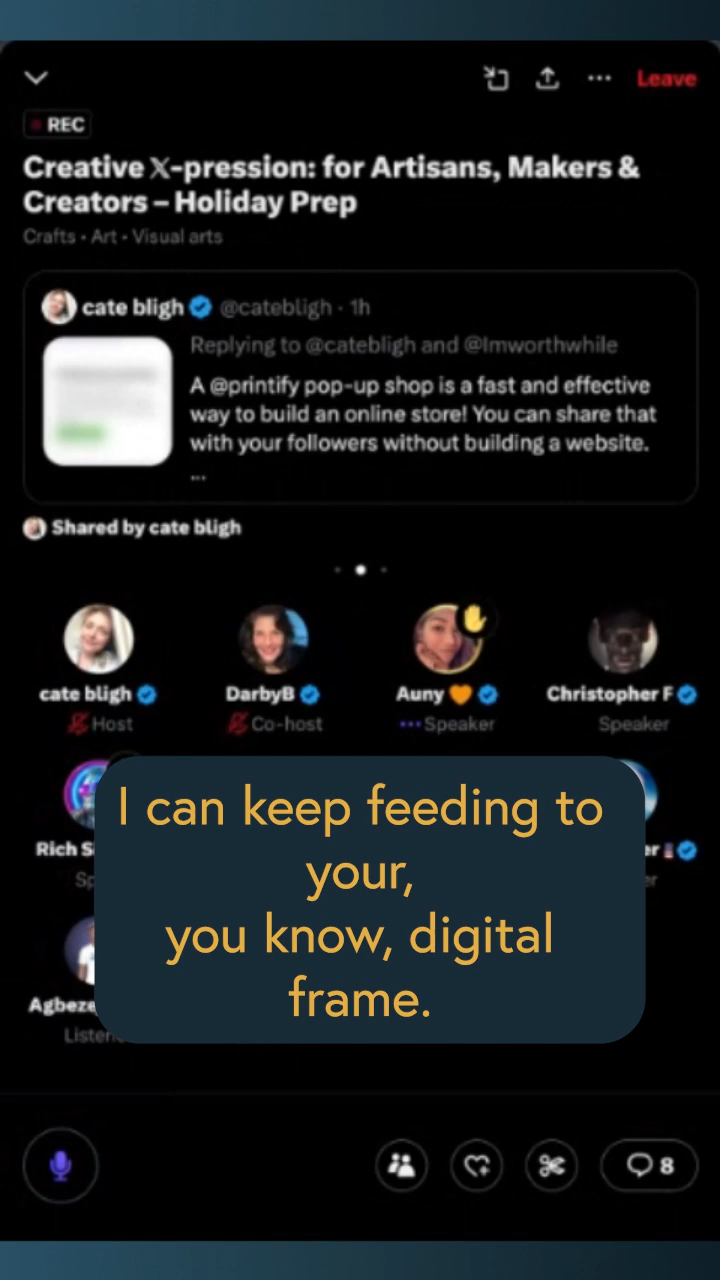 Leave
REC
Creative 𝕏-pression: for Artisans, Makers &
Creators – Holiday Prep
Crafts • Art • Visual arts
cate bligh @catebligh · 1h
Replying to @catebligh and @Imworthwhile
A @printify pop-up shop is a fast and effective
way to build an online store! You can share that
with your followers without building a website.
...
Shared by cate bligh
cate bligh DarbyB Auny 🧡 Christopher F
Host Co-host Speaker Speaker
I can keep feeding to
your,
you know, digital
frame.
Rich
8